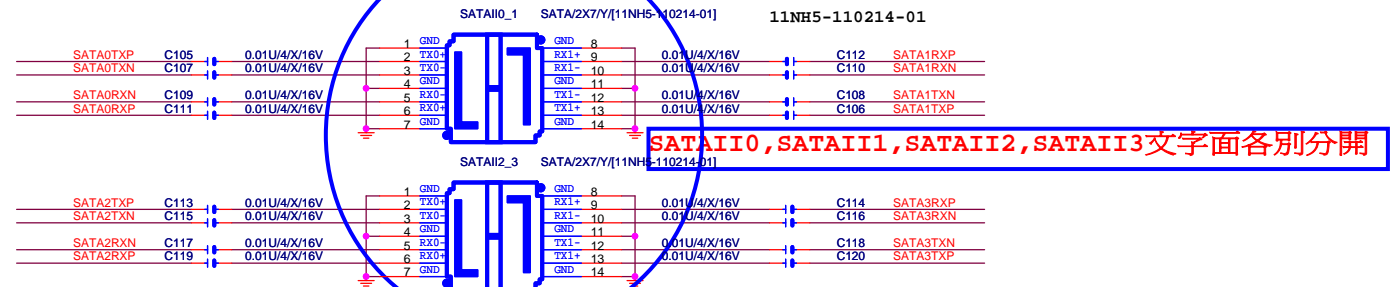 SATAII0_1 SATA/2X7/Y/[11NH5-110214-01] 11NH5-110214-01
1 GND GND 8
SATA0TXP C105 0.01U/4/X/16V 2 TX0+ RX1+ 9 0.01U/4/X/16V C112 SATA1RXP
SATA0TXN C107 0.01U/4/X/16V 3 TX0- RX1- 10 0.01U/4/X/16V C110 SATA1RXN
4 GND GND 11
SATA0RXN C109 0.01U/4/X/16V 5 RX0- TX1- 12 0.01U/4/X/16V C108 SATA1TXN
SATA0RXP C111 0.01U/4/X/16V 6 RX0+ TX1+ 13 0.01U/4/X/16V C106 SATA1TXP
7 GND GND 14
SATAII0,SATAII1,SATAII2,SATAII3文字面各別分開
SATAII2_3 SATA/2X7/Y/[11NH5-110214-01]
1 GND GND 8
SATA2TXP C113 0.01U/4/X/16V 2 TX0+ RX1+ 9 0.01U/4/X/16V C114 SATA3RXP
SATA2TXN C115 0.01U/4/X/16V 3 TX0- RX1- 10 0.01U/4/X/16V C116 SATA3RXN
4 GND GND 11
SATA2RXN C117 0.01U/4/X/16V 5 RX0- TX1- 12 0.01U/4/X/16V C118 SATA3TXN
SATA2RXP C119 0.01U/4/X/16V 6 RX0+ TX1+ 13 0.01U/4/X/16V C120 SATA3TXP
7 GND GND 14